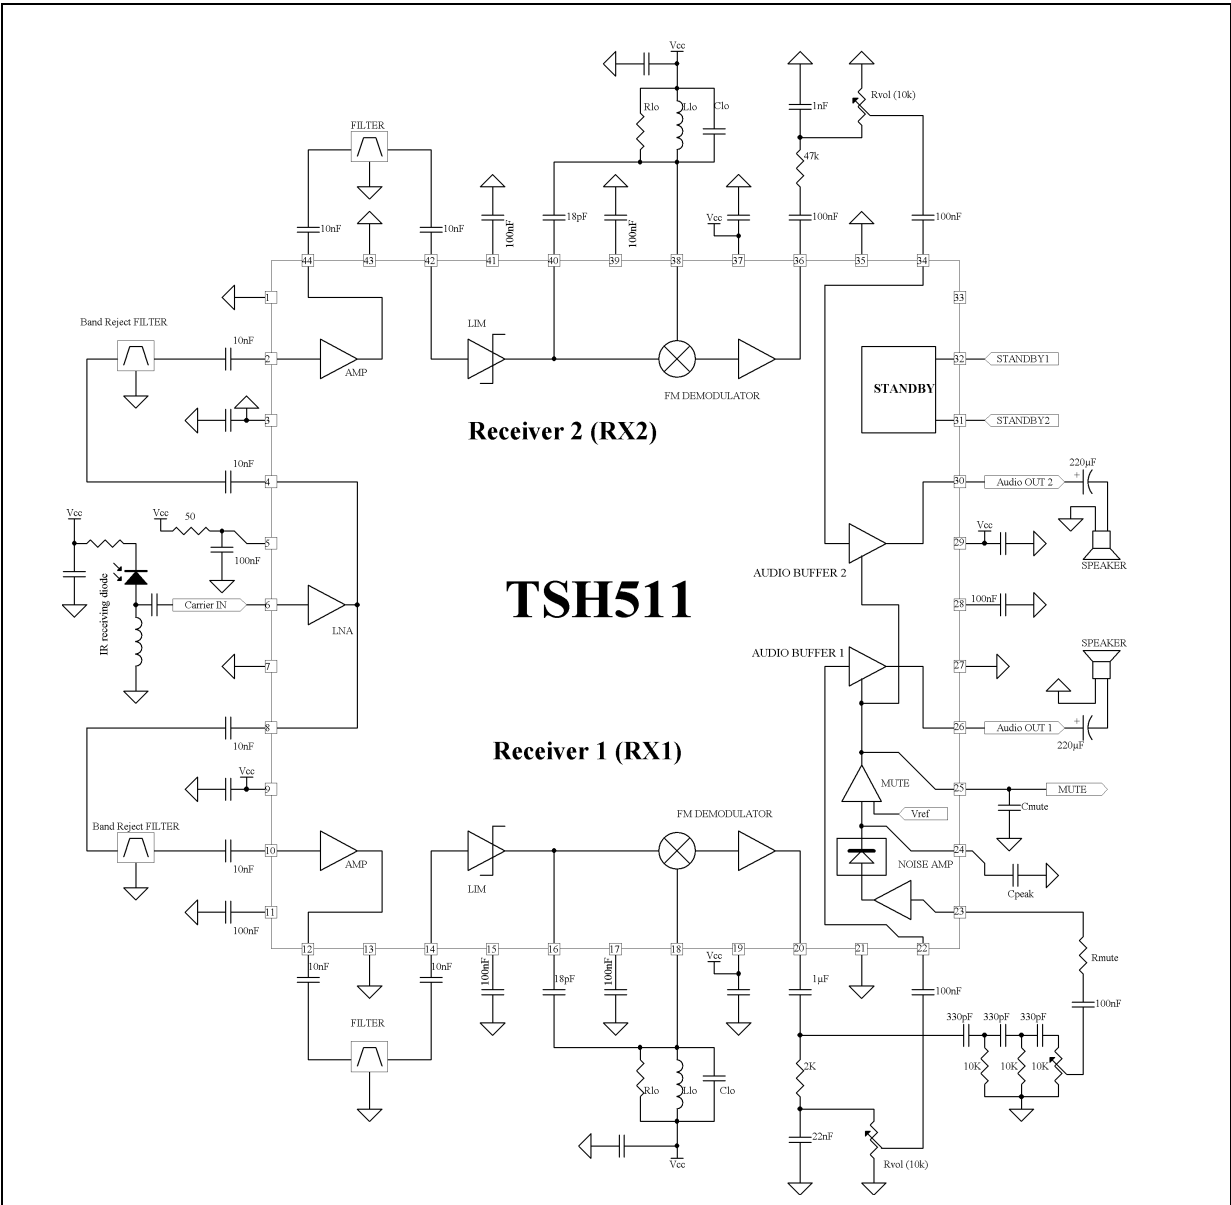 Vcc
Rlo
Llo
Clo
1nF
Rvol (10k)
FILTER
47k
10nF
10nF
100nF
18pF
100nF
Vcc
100nF
100nF
44
43
42
41
40
39
38
37
36
35
34
1
33
Band Reject FILTER
10nF
LIM
2
AMP
FM DEMODULATOR
STANDBY
32
STANDBY1
3
31
STANDBY2
Receiver 2 (RX2)
10nF
4
30
Audio OUT 2
220µF
+
Vcc
Vcc
50
5
100nF
29
Vcc
SPEAKER
AUDIO BUFFER 2
TSH511
IR receiving diode
Carrier IN
6
LNA
28
100nF
AUDIO BUFFER 1
SPEAKER
7
27
8
10nF
26
Audio OUT 1
+
220µF
Receiver 1 (RX1)
Vcc
9
MUTE
25
MUTE
Cmute
Vref
Band Reject FILTER
FM DEMODULATOR
10
10nF
AMP
LIM
NOISE AMP
24
Cpeak
11
100nF
23
12
13
14
15
16
17
18
19
20
21
22
10nF
10nF
100nF
18pF
100nF
Vcc
1µF
100nF
Rmute
100nF
FILTER
330pF
330pF
330pF
2K
10K
10K
10K
Rlo
Llo
Clo
22nF
Rvol (10k)
Vcc